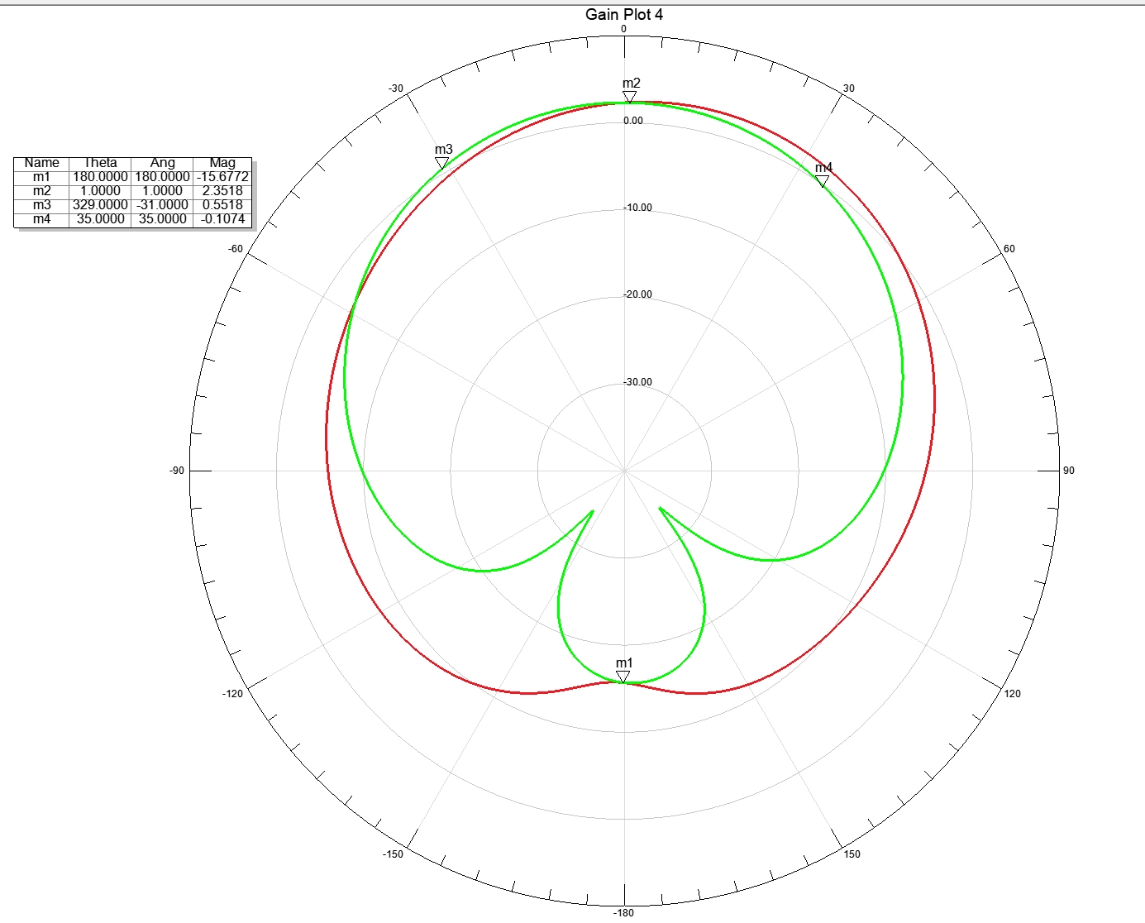 Gain Plot 4
0
m2
-30
30
0.00
m3
m4
Name Theta Ang Mag
m1 180.0000 180.0000 -15.6772
m2 1.0000 1.0000 2.3518
m3 329.0000 -31.0000 0.5518
m4 35.0000 35.0000 -0.1074
-10.00
-60
60
-20.00
-30.00
-90
90
m1
-120
120
-150
150
-180